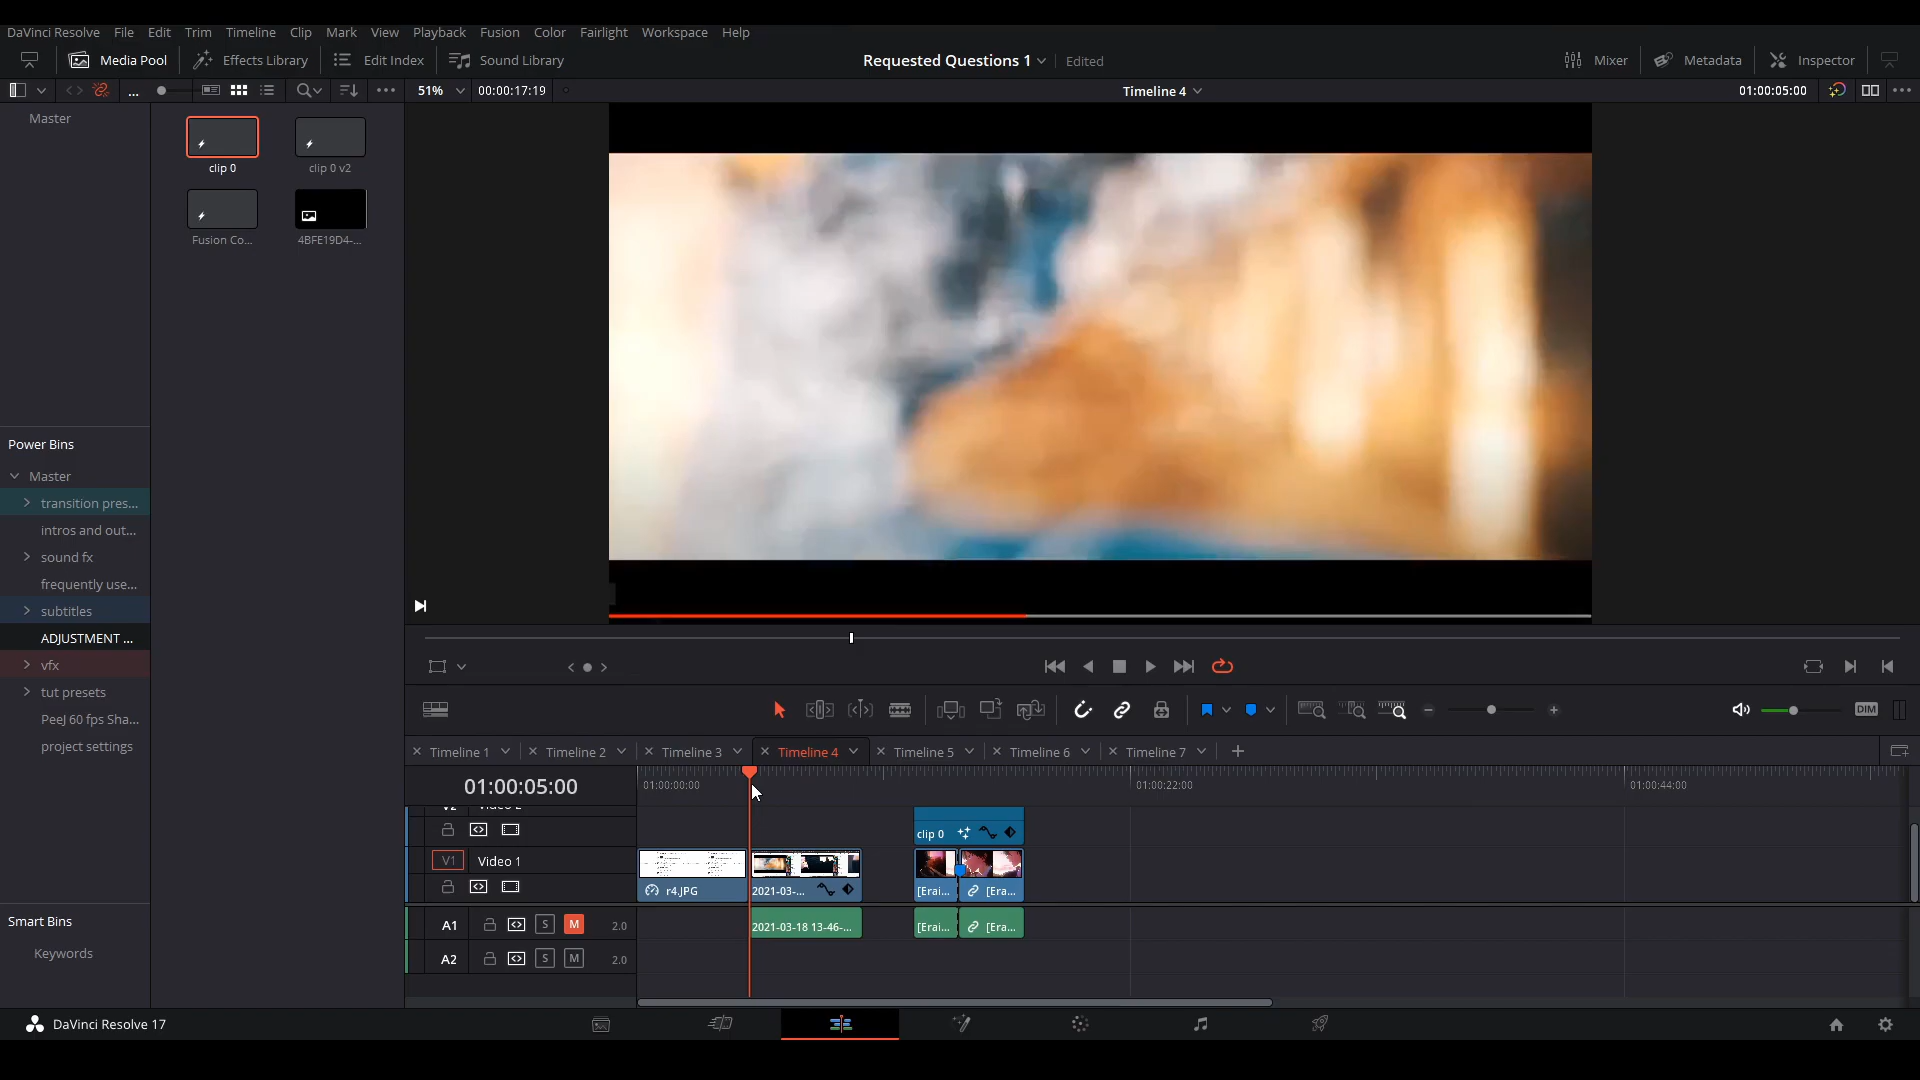 DaVinci Resolve File Edit Trim Timeline Clip Mark View Playback Fusion Color Fairlight Workspace Help
Media Pool Effects Library Edit Index Sound Library Requested Questions 1 Edited Mixer Metadata Inspector
... 51% 00:00:17:19 Timeline 4 01:00:05:00
Master
clip 0 clip 0 v2
Fusion Co... 4BFE19D4-...
Power Bins
Master
transition pres...
intros and out...
sound fx
frequently use...
subtitles
ADJUSTMENT ...
vfx
tut presets
PeeJ 60 fps Sha...
project settings
DIM
Timeline 1 Timeline 2 Timeline 3 Timeline 4 Timeline 5 Timeline 6 Timeline 7
01:00:05:00 01:00:00:00 01:00:22:00 01:00:44:00
V2 Video 2
clip 0
V1 Video 1
r4.JPG 2021-03-... [Erai... [Era...
A1 S M 2.0 2021-03-18 13-46-... [Erai... [Era...
A2 S M 2.0
Smart Bins
Keywords
DaVinci Resolve 17